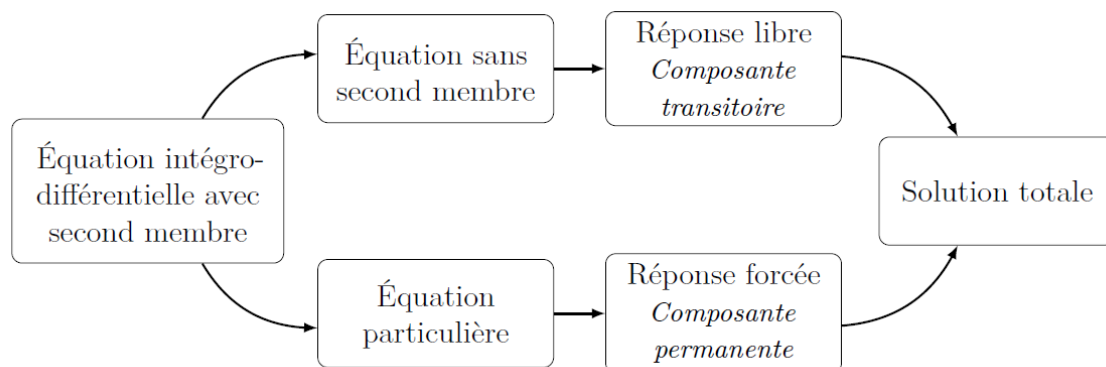 Équation intégro-
différentielle avec
second membre
Équation sans
second membre
Réponse libre
Composante
transitoire
Équation
particulière
Réponse forcée
Composante
permanente
Solution totale